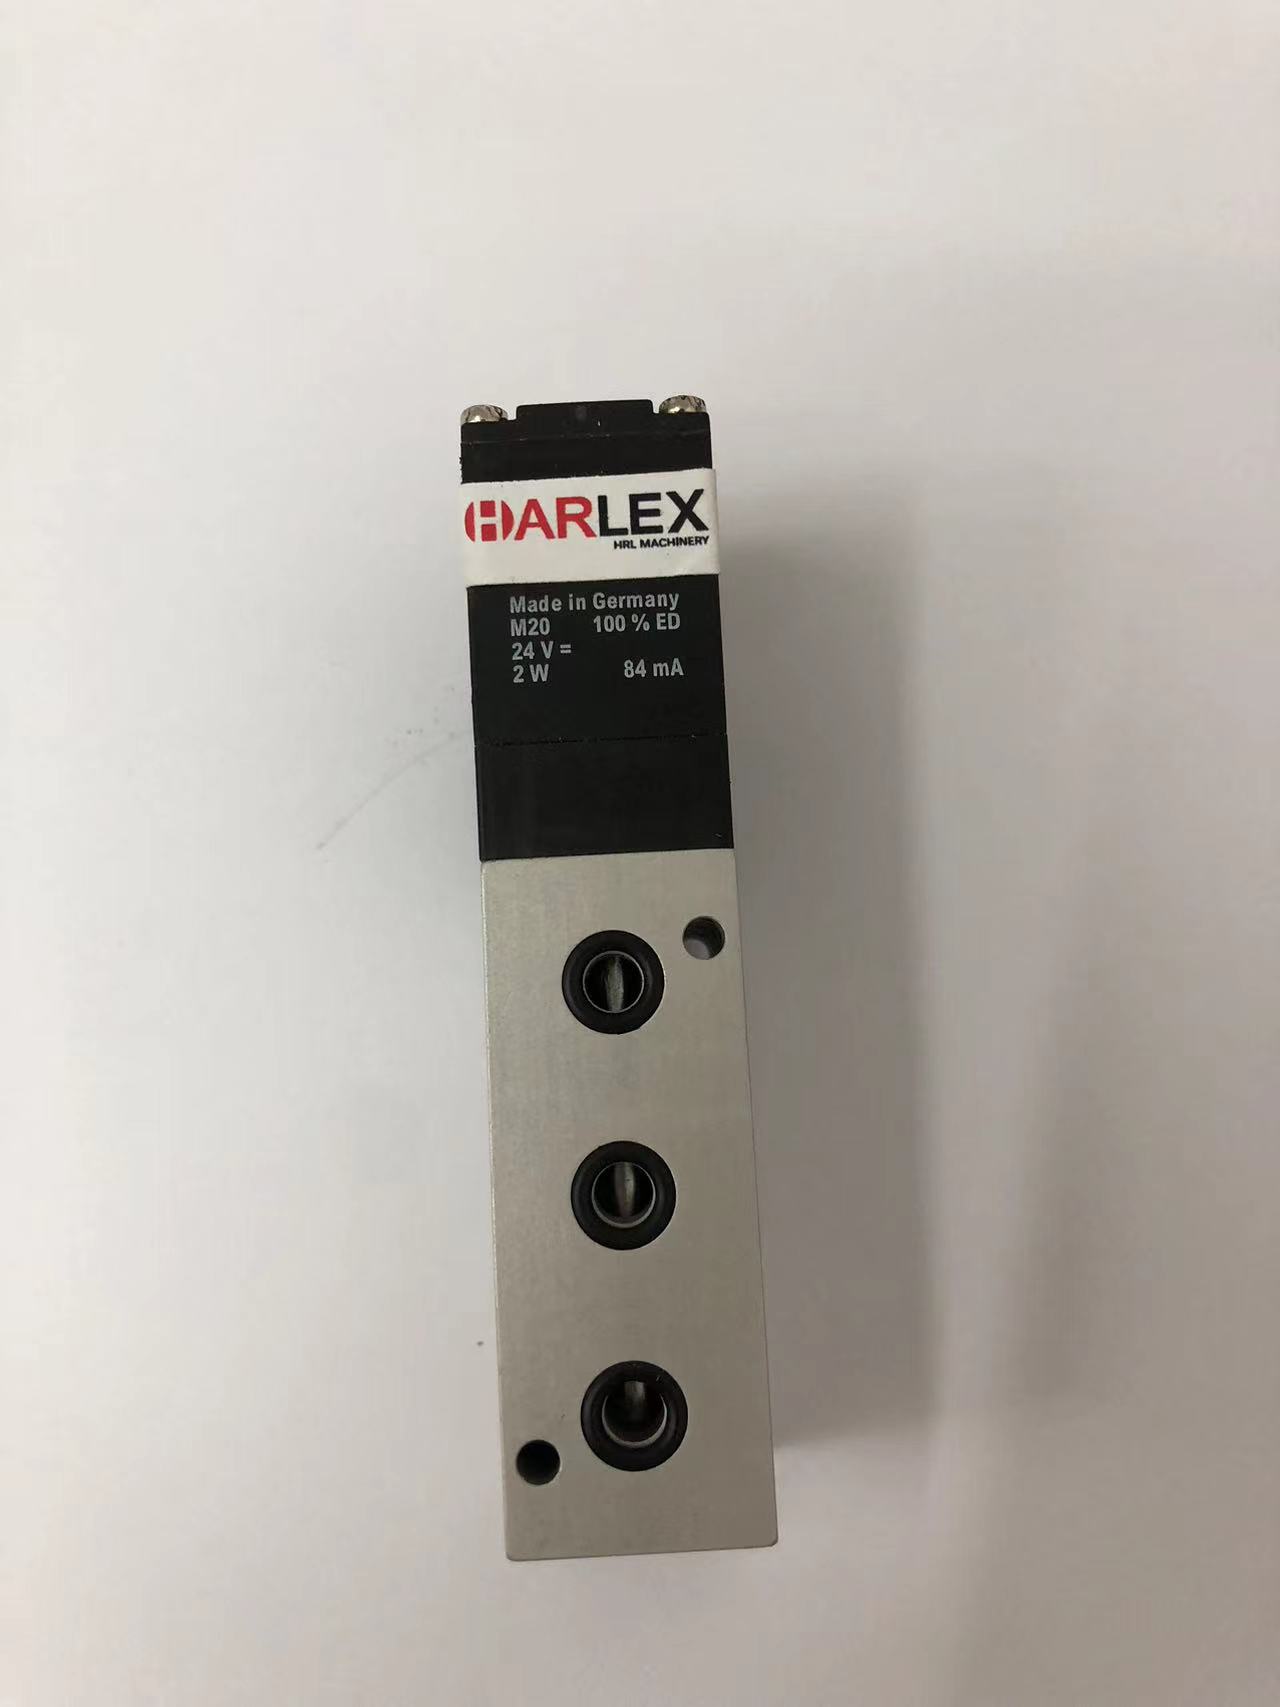 HARLEX
HRL MACHINERY
Made in Germany
M20 100 % ED
24 V =
2 W 84 mA